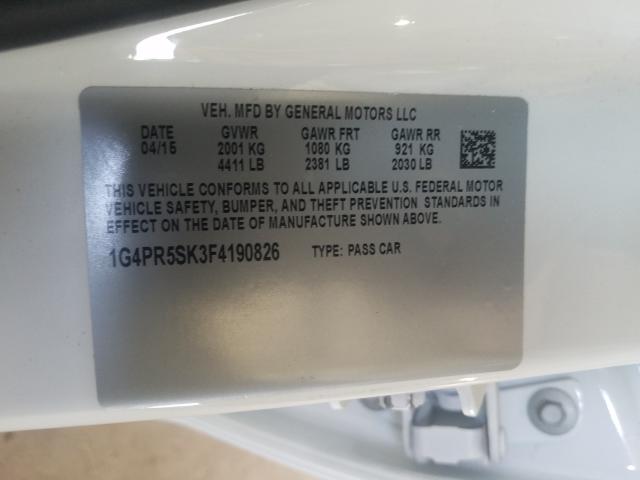 VEH. MFD BY GENERAL MOTORS LLC
DATE GVWR GAWR FRT GAWR RR
04/15 2001 KG 1080 KG 921 KG
4411 LB 2381 LB 2030 LB
THIS VEHICLE CONFORMS TO ALL APPLICABLE U.S. FEDERAL MOTOR
VEHICLE SAFETY, BUMPER, AND THEFT PREVENTION STANDARDS IN
EFFECT ON THE DATE OF MANUFACTURE SHOWN ABOVE.
1G4PR5SK3F4190826 TYPE: PASS CAR